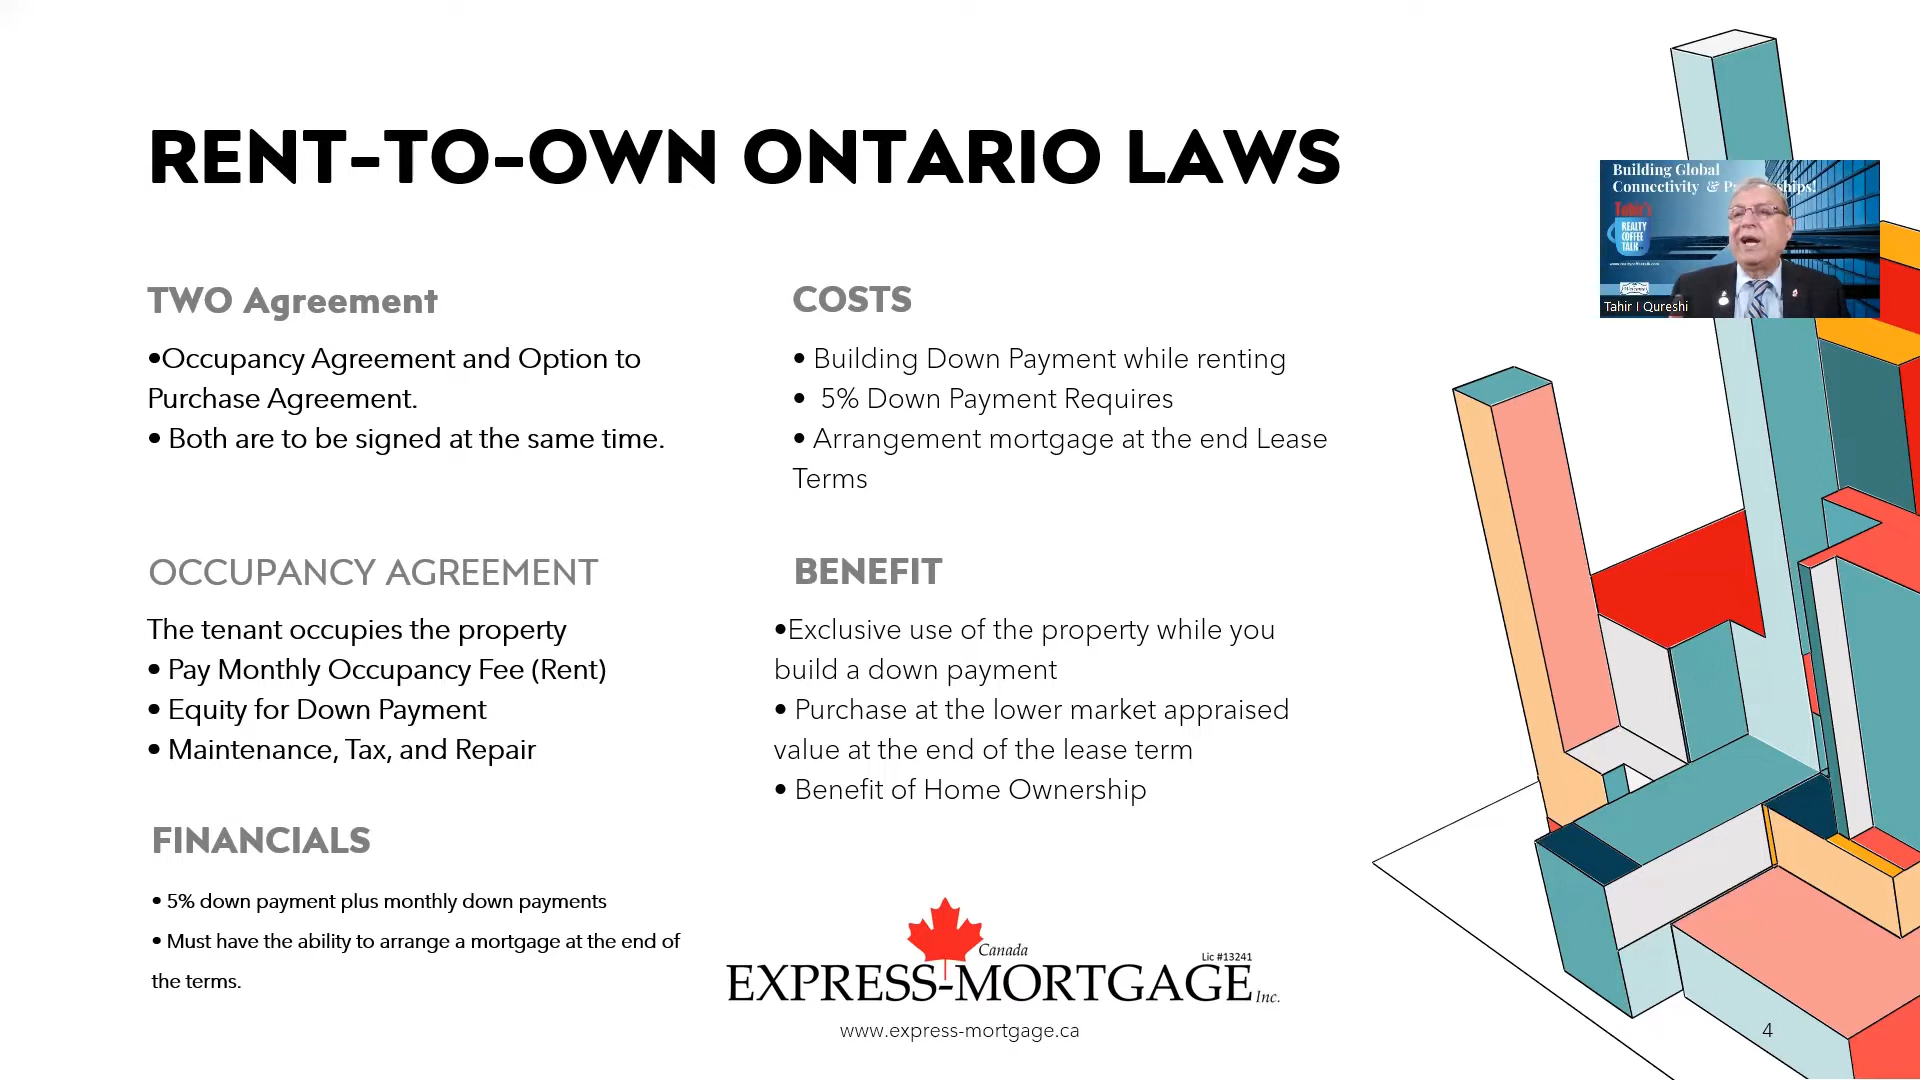 RENT-TO-OWN ONTARIO LAWS
Building Global
Connectivity & P ships!
Tahir's
REALTY
COFFEE
TALK
Welcome
Tahir I Qureshi
TWO Agreement
•Occupancy Agreement and Option to
Purchase Agreement.
• Both are to be signed at the same time.
COSTS
• Building Down Payment while renting
• 5% Down Payment Requires
• Arrangement mortgage at the end Lease
Terms
OCCUPANCY AGREEMENT
The tenant occupies the property
• Pay Monthly Occupancy Fee (Rent)
• Equity for Down Payment
• Maintenance, Tax, and Repair
BENEFIT
•Exclusive use of the property while you
build a down payment
• Purchase at the lower market appraised
value at the end of the lease term
• Benefit of Home Ownership
FINANCIALS
• 5% down payment plus monthly down payments
• Must have the ability to arrange a mortgage at the end of
the terms.
Canada
Lic #13241
EXPRESS-MORTGAGE Inc.
www.express-mortgage.ca
4